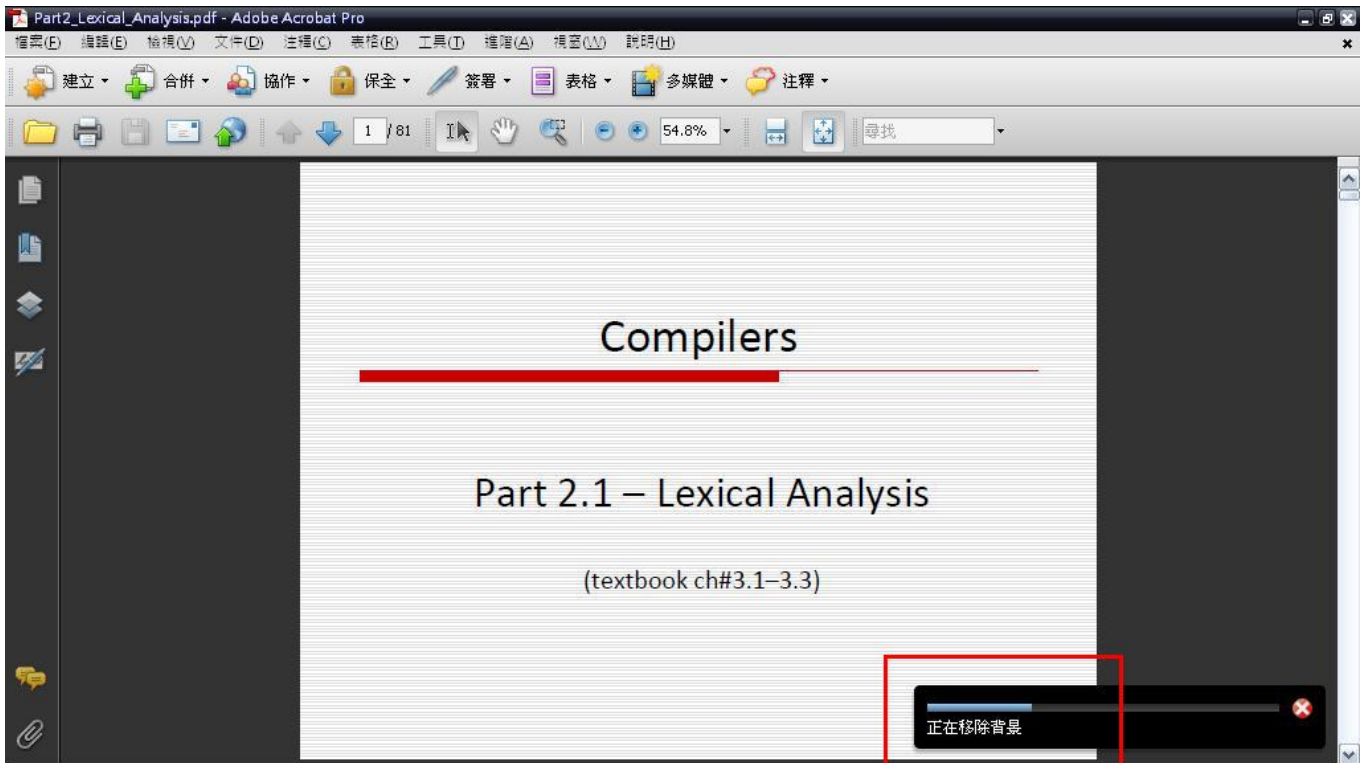 Part2_Lexical_Analysis.pdf - Adobe Acrobat Pro
檔案(F) 編輯(E) 檢視(V) 文件(D) 注釋(C) 表格(R) 工具(T) 進階(A) 視窗(W) 說明(H)
建立 合併 協作 保全 簽署 表格 多媒體 注釋
1 / 81 54.8% 尋找
Compilers
Part 2.1 – Lexical Analysis
(textbook ch#3.1–3.3)
正在移除背景